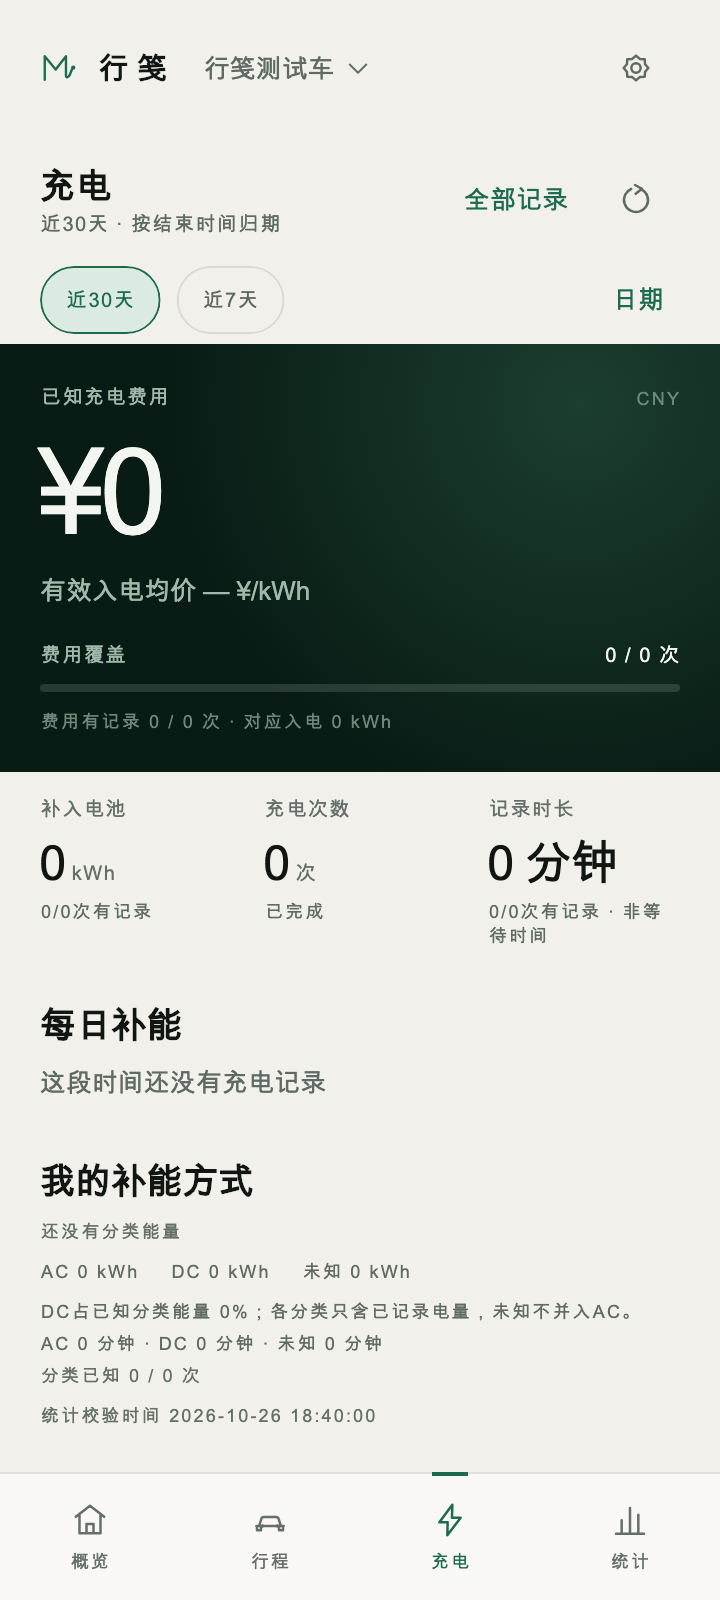 行笺 行笺测试车
充电
近30天 · 按结束时间归期
全部记录
近30天 近7天 日期
已知充电费用 CNY
¥0
有效入电均价 — ¥/kWh
费用覆盖 0 / 0 次
费用有记录 0 / 0 次 · 对应入电 0 kWh
补入电池 充电次数 记录时长
0 kWh 0 次 0 分钟
0/0次有记录 已完成 0/0次有记录 · 非等
待时间
每日补能
这段时间还没有充电记录
我的补能方式
还没有分类能量
AC 0 kWh DC 0 kWh 未知 0 kWh
DC占已知分类能量 0%；各分类只含已记录电量，未知不并入AC。
AC 0 分钟 · DC 0 分钟 · 未知 0 分钟
分类已知 0 / 0 次
统计校验时间 2026-10-26 18:40:00
概览 行程 充电 统计